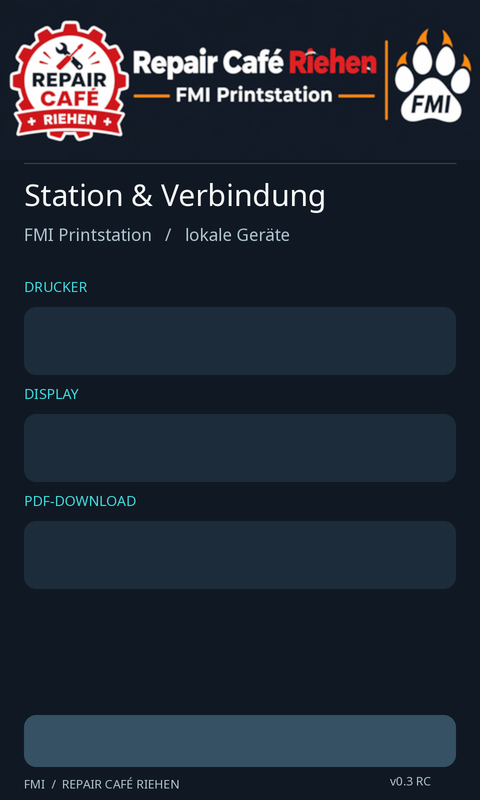 REPAIR
CAFÉ
RIEHEN
Repair Café Riehen
FMI Printstation
FMI
Station & Verbindung
FMI Printstation / lokale Geräte
DRUCKER
DISPLAY
PDF-DOWNLOAD
FMI / REPAIR CAFÉ RIEHEN
v0.3 RC